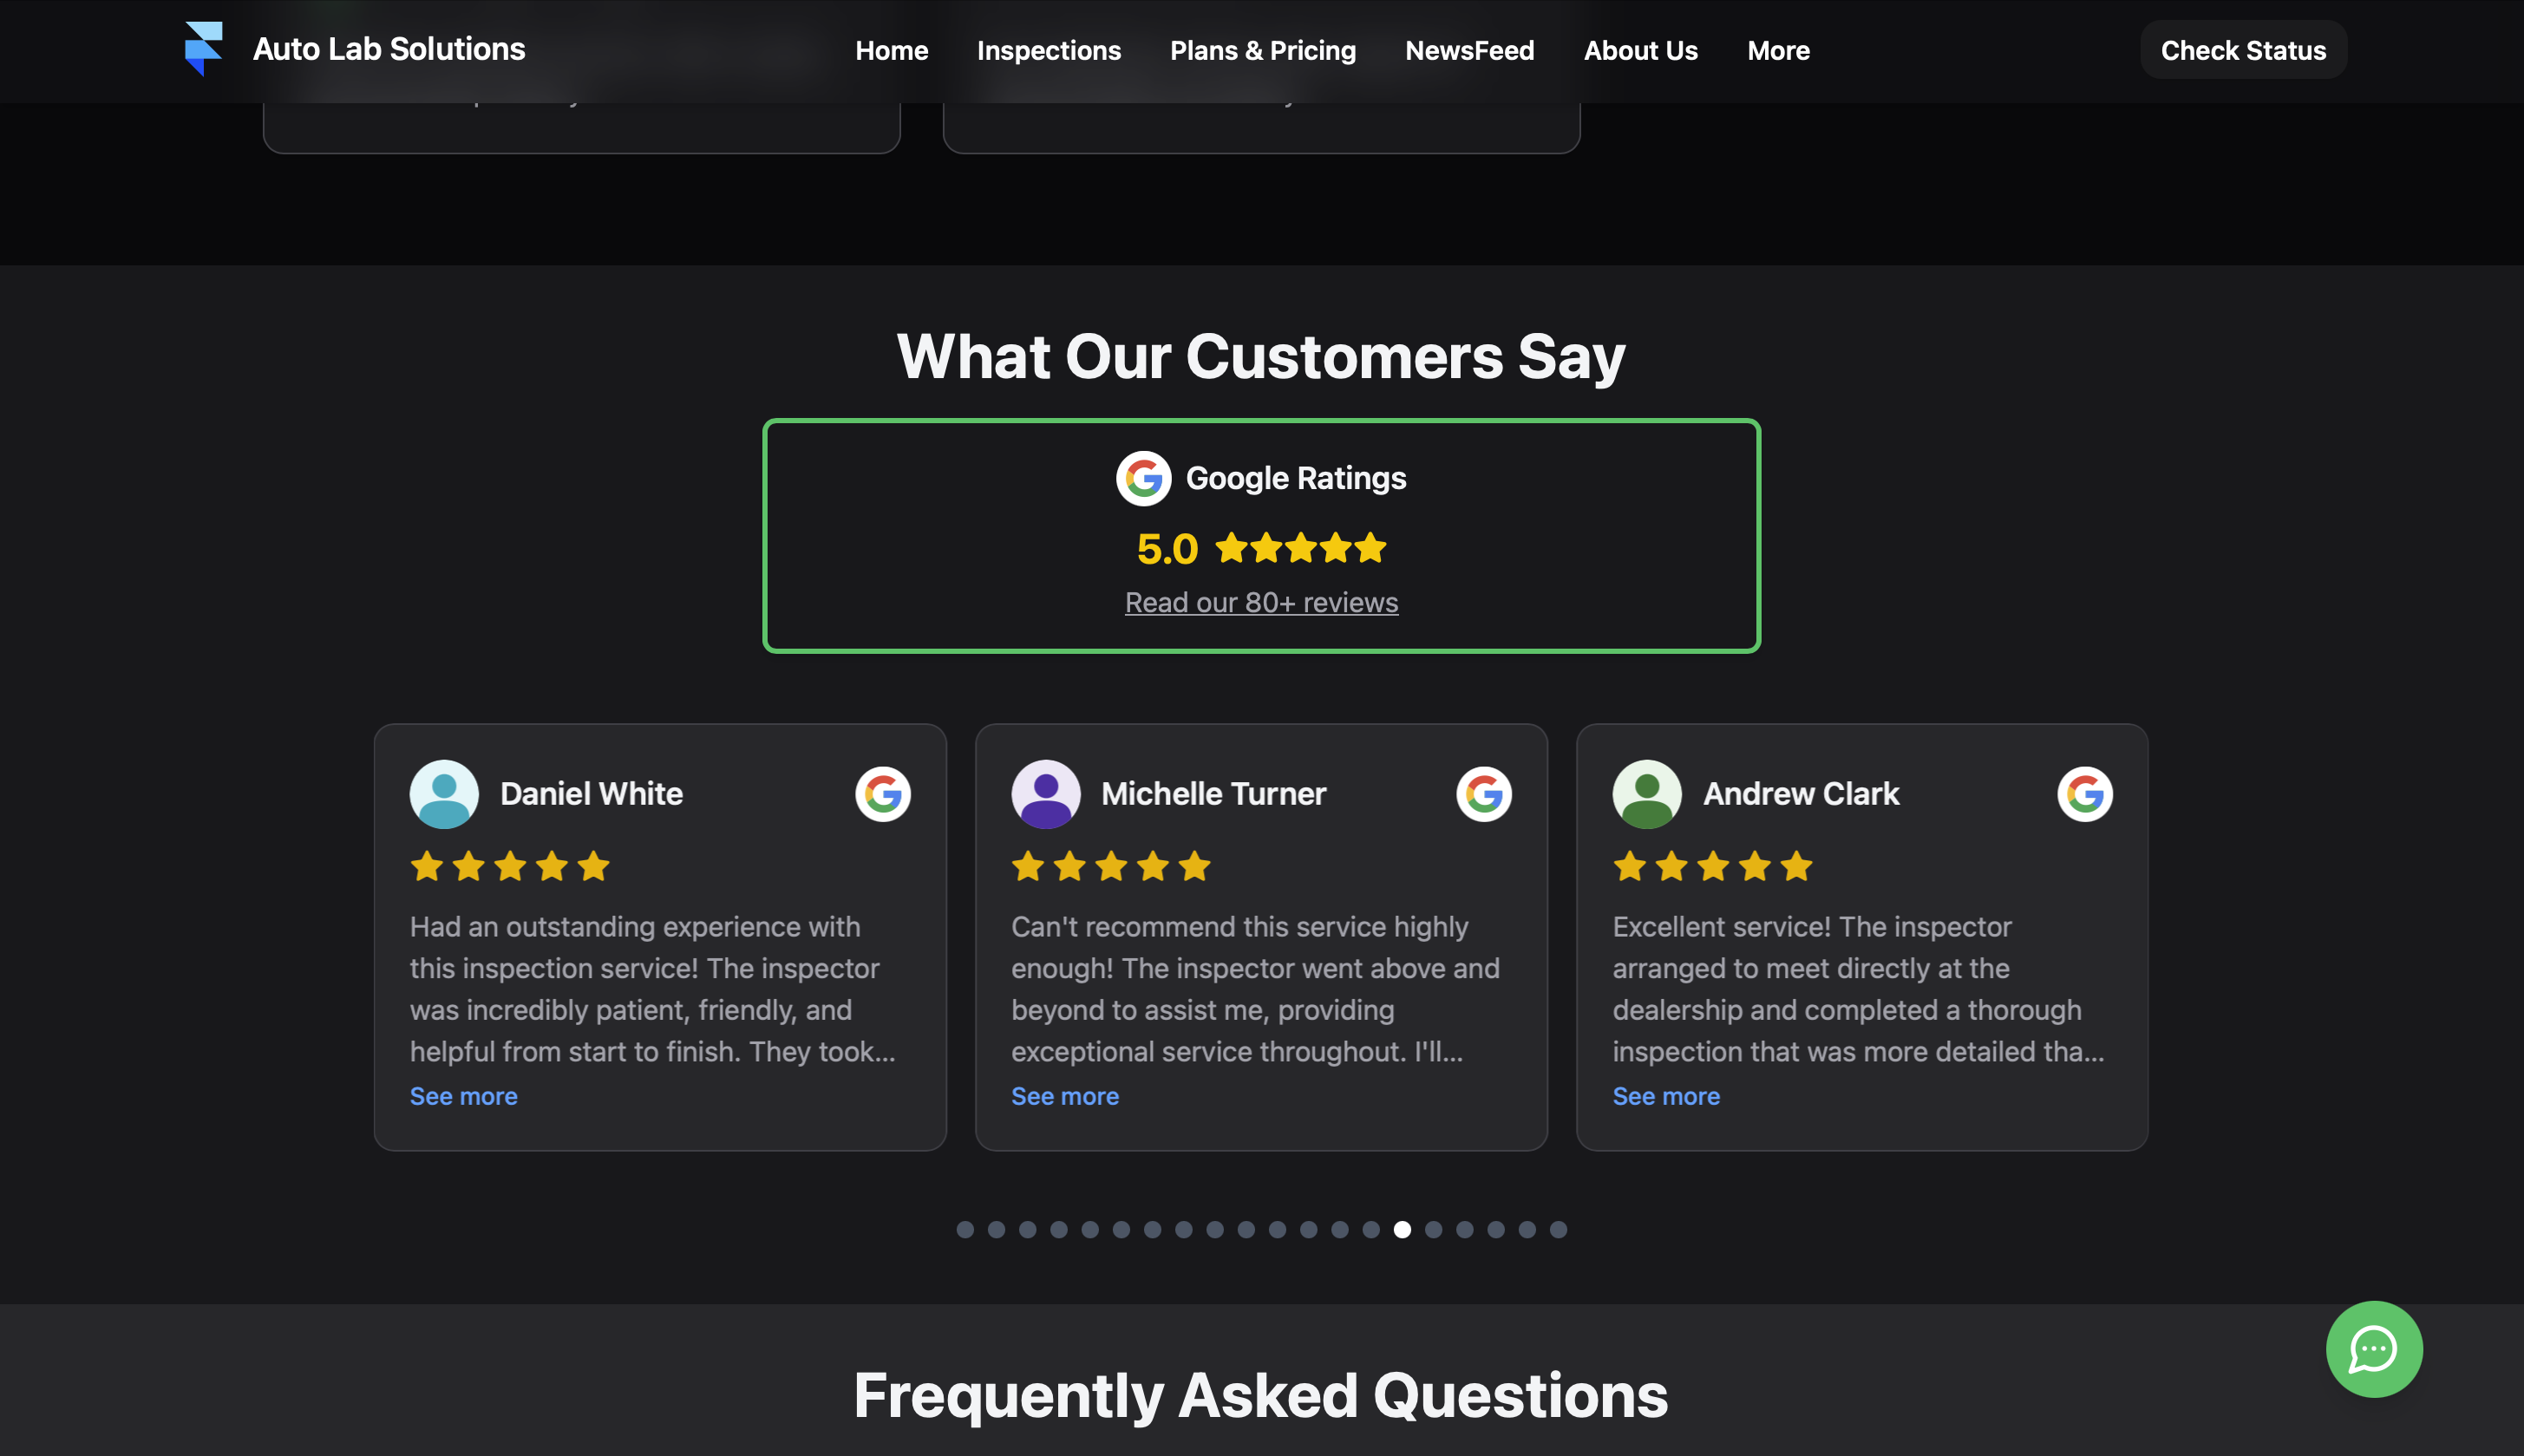 Auto Lab Solutions
Home
Inspections
Plans & Pricing
NewsFeed
About Us
More
Check Status
What Our Customers Say
Google Ratings
5.0
Read our 80+ reviews
Daniel White
Had an outstanding experience with
this inspection service! The inspector
was incredibly patient, friendly, and
helpful from start to finish. They took...
See more
Michelle Turner
Can't recommend this service highly
enough! The inspector went above and
beyond to assist me, providing
exceptional service throughout. I'll...
See more
Andrew Clark
Excellent service! The inspector
arranged to meet directly at the
dealership and completed a thorough
inspection that was more detailed tha...
See more
Frequently Asked Questions